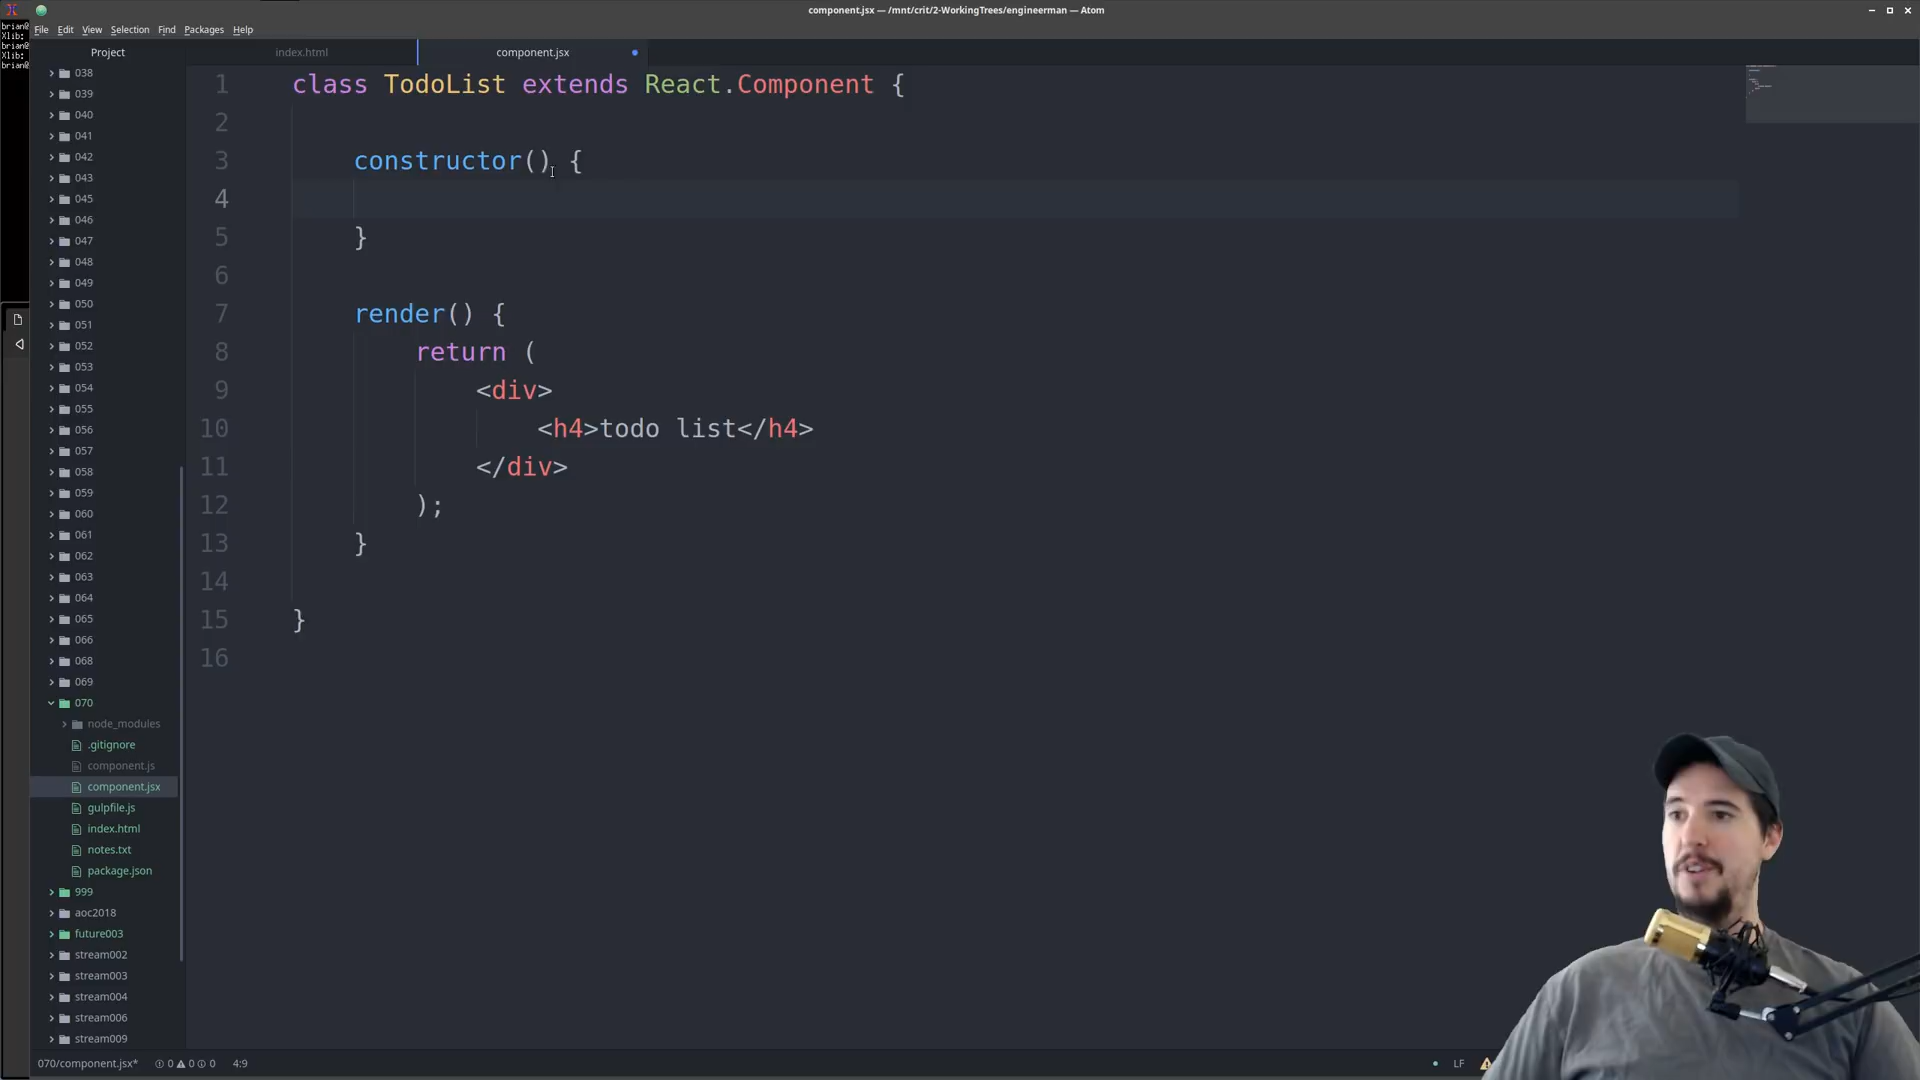 component.jsx — /mnt/crit/2-WorkingTrees/engineerman — Atom
brian@
Xlib:
brian@
Xlib:
brian@
File Edit View Selection Find Packages Help
Project
index.html
component.jsx
038
039
040
041
042
043
045
046
047
048
049
050
051
052
053
054
055
056
057
058
059
060
061
062
063
064
065
066
068
069
070
node_modules
.gitignore
component.js
component.jsx
gulpfile.js
index.html
notes.txt
package.json
999
aoc2018
future003
stream002
stream003
stream004
stream006
stream009
1 class TodoList extends React.Component {
2
3 constructor() {
4
5 }
6
7 render() {
8 return (
9 <div>
10 <h4>todo list</h4>
11 </div>
12 );
13 }
14
15 }
16
070/component.jsx* 0 0 0 4:9
LF